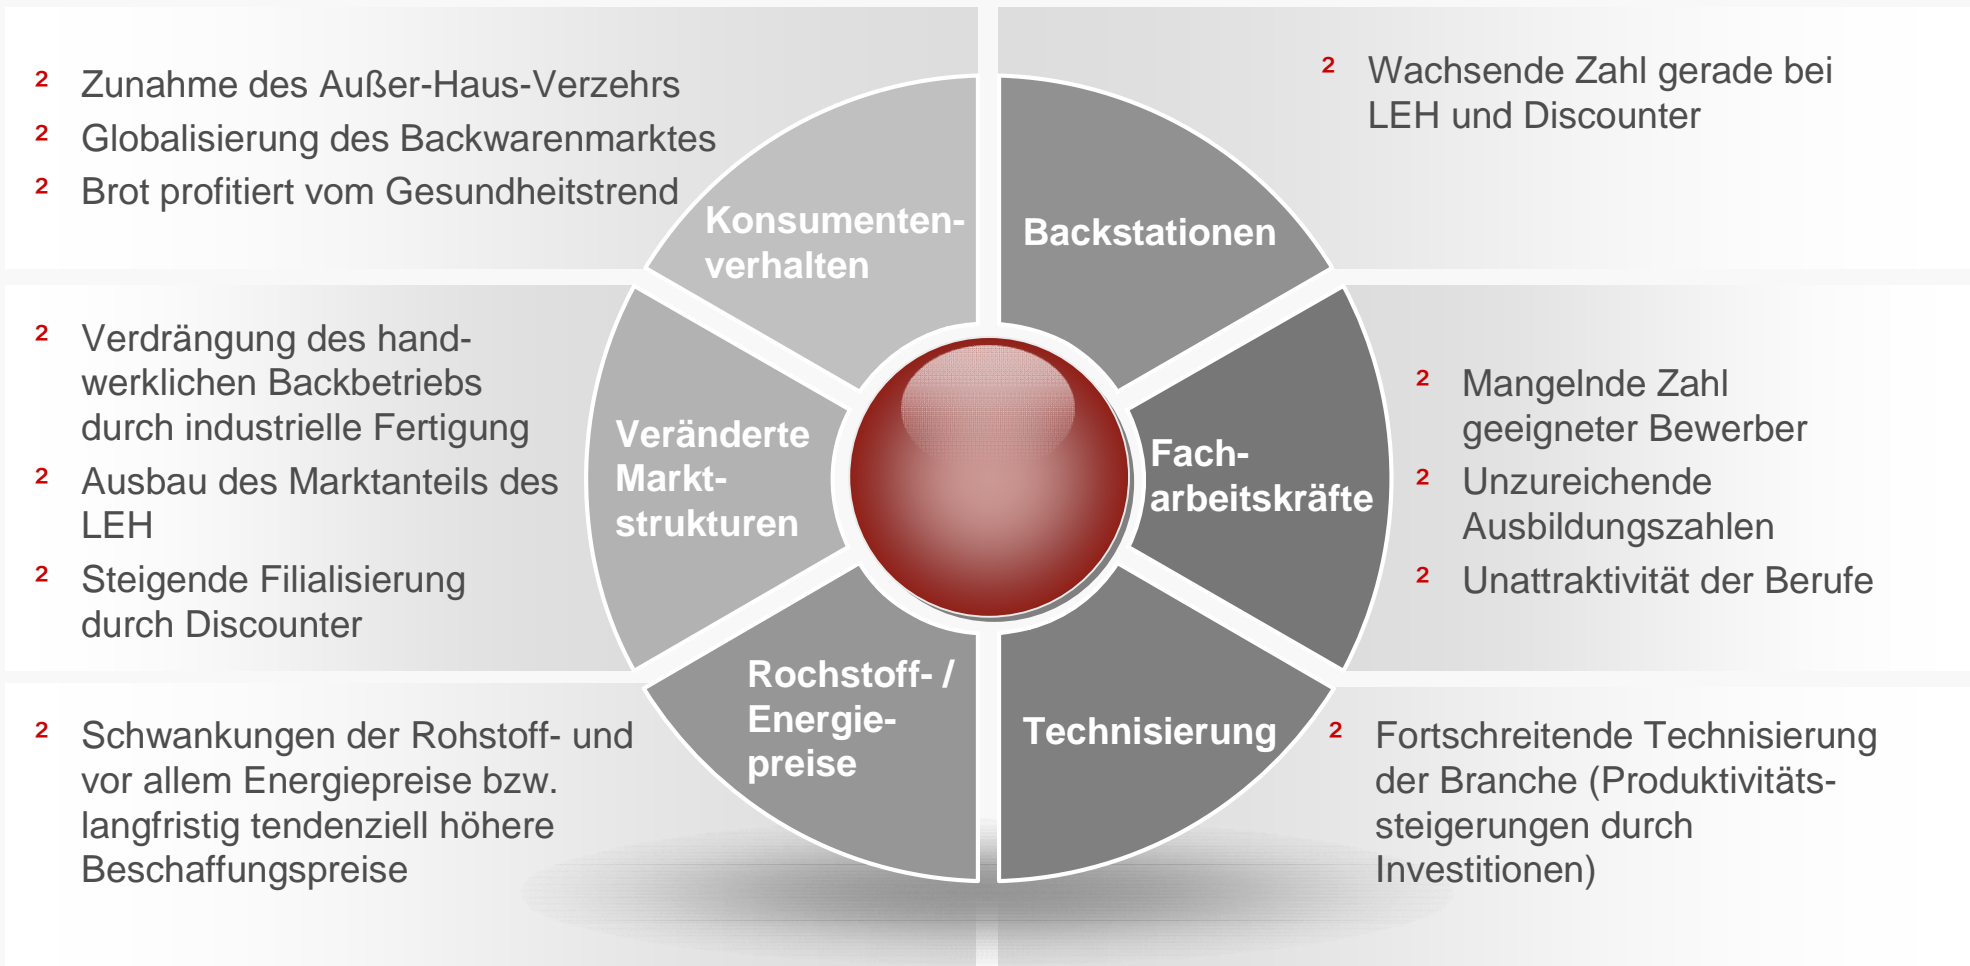 ² Zunahme des Außer-Haus-Verzehrs
² Globalisierung des Backwarenmarktes
² Brot profitiert vom Gesundheitstrend
Konsumenten-
verhalten
² Wachsende Zahl gerade bei
LEH und Discounter
Backstationen
² Verdrängung des hand-
werklichen Backbetriebs
durch industrielle Fertigung
² Ausbau des Marktanteils des
LEH
² Steigende Filialisierung
durch Discounter
Veränderte
Markt-
strukturen
Fach-
arbeitskräfte
² Mangelnde Zahl
geeigneter Bewerber
² Unzureichende
Ausbildungszahlen
² Unattraktivität der Berufe
² Schwankungen der Rohstoff- und
vor allem Energiepreise bzw.
langfristig tendenziell höhere
Beschaffungspreise
Rochstoff- /
Energie-
preise
Technisierung
² Fortschreitende Technisierung
der Branche (Produktivitäts-
steigerungen durch
Investitionen)